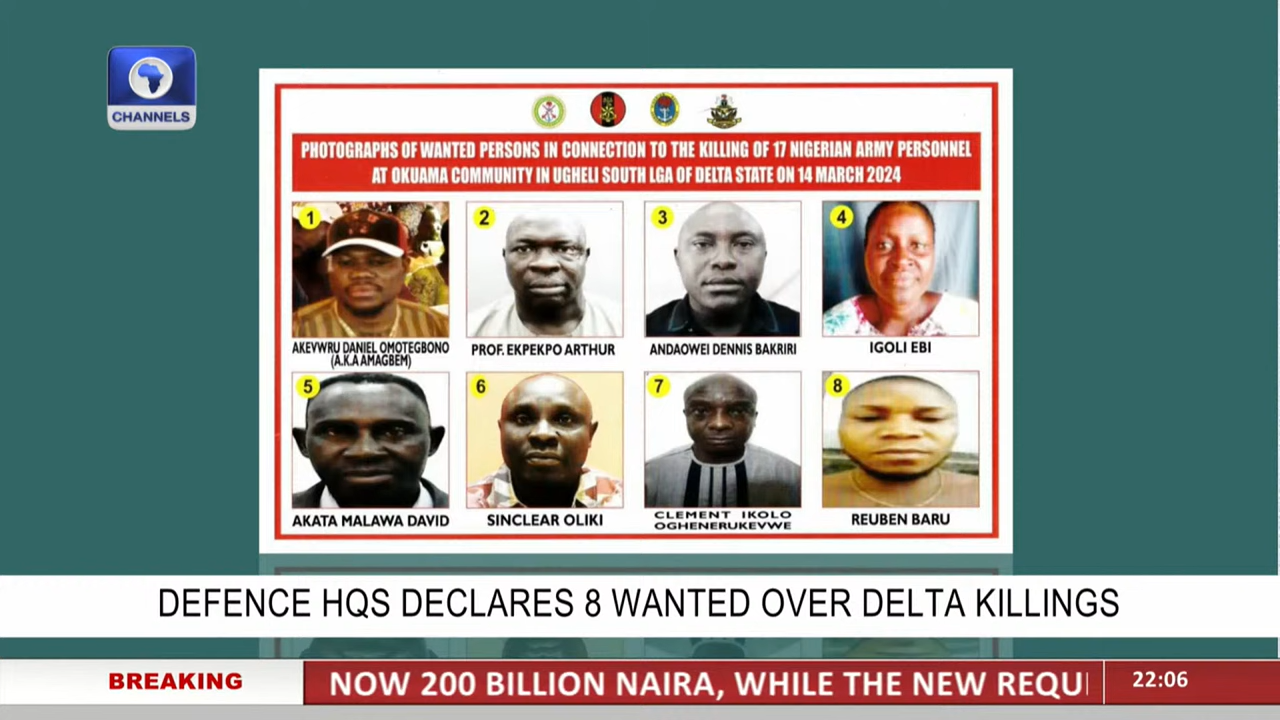 CHANNELS
PHOTOGRAPHS OF WANTED PERSONS IN CONNECTION TO THE KILLING OF 17 NIGERIAN ARMY PERSONNEL
AT OKUAMA COMMUNITY IN UGHELI SOUTH LGA OF DELTA STATE ON 14 MARCH 2024
1
2
3
4
AKEVWRU DANIEL OMOTEGBONO
(A.K.A AMAGBEM)
PROF. EKPEKPO ARTHUR
ANDAOWEI DENNIS BAKRIRI
IGOLI EBI
5
6
7
8
AKATA MALAWA DAVID
SINCLEAR OLIKI
CLEMENT IKOLO
OGHENERUKEVWE
REUBEN BARU
DEFENCE HQS DECLARES 8 WANTED OVER DELTA KILLINGS
BREAKING
NOW 200 BILLION NAIRA, WHILE THE NEW REQU
22:06